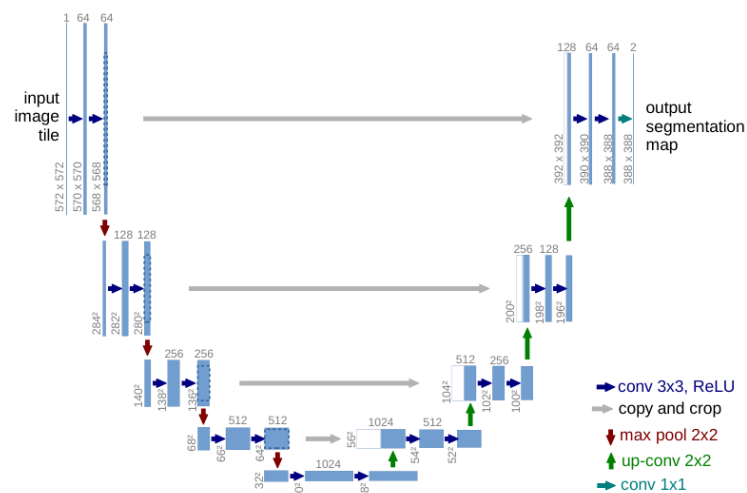 1 64 64
128 64 64 2
input
image
tile
output
segmentation
map
572 x 572
570 x 570
568 x 568
392 x 392
390 x 390
388 x 388
388 x 388
128 128
256 128
284²
282²
280²
200²
198²
196²
256 256
512 256
140²
138²
136²
104²
102²
100²
512 512
1024 512
68²
66²
64²
56²
54²
52²
1024
32²
0²
8²
conv 3x3, ReLU
copy and crop
max pool 2x2
up-conv 2x2
conv 1x1